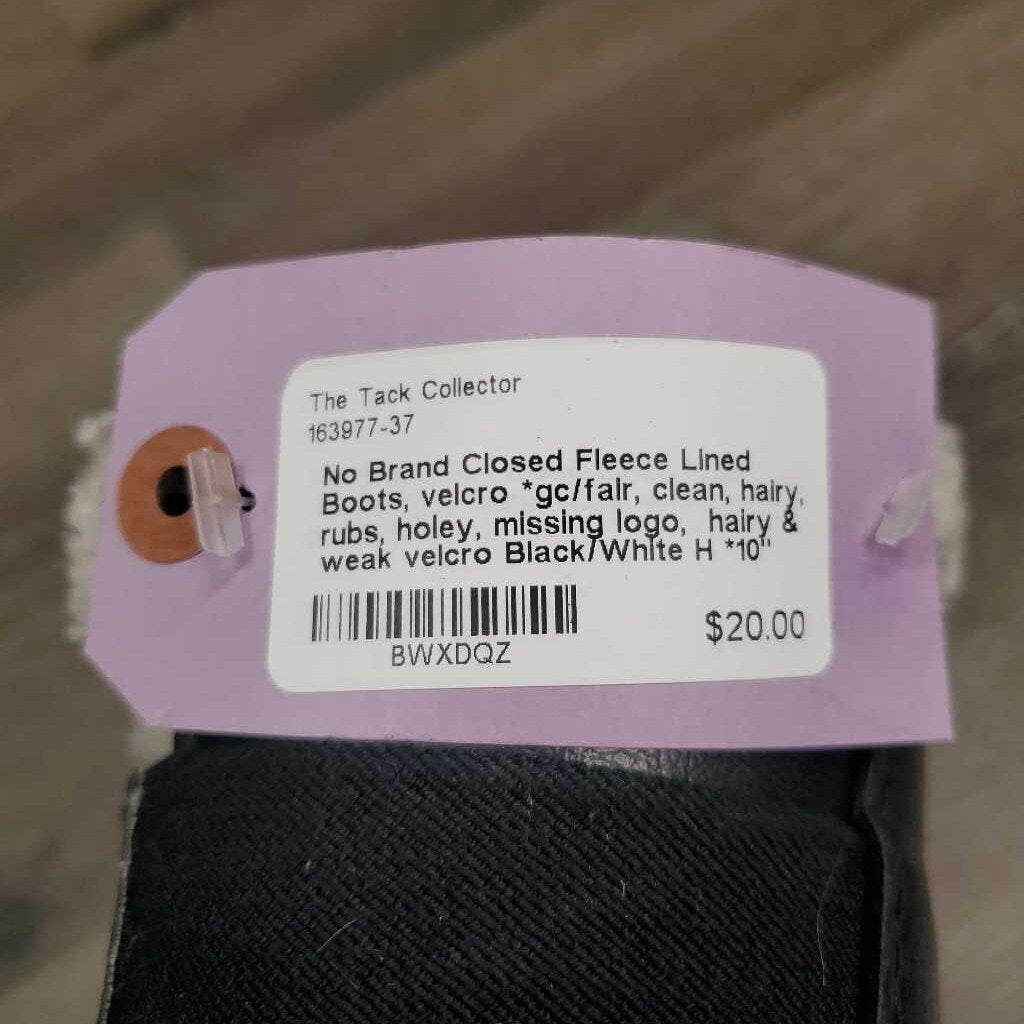 The Tack Collector
163977-37
No Brand Closed Fleece Lined
Boots, velcro *gc/fair, clean, hairy,
rubs, holey, missing logo, hairy &
weak velcro Black/White H *10"
BWXDQZ
$20.00